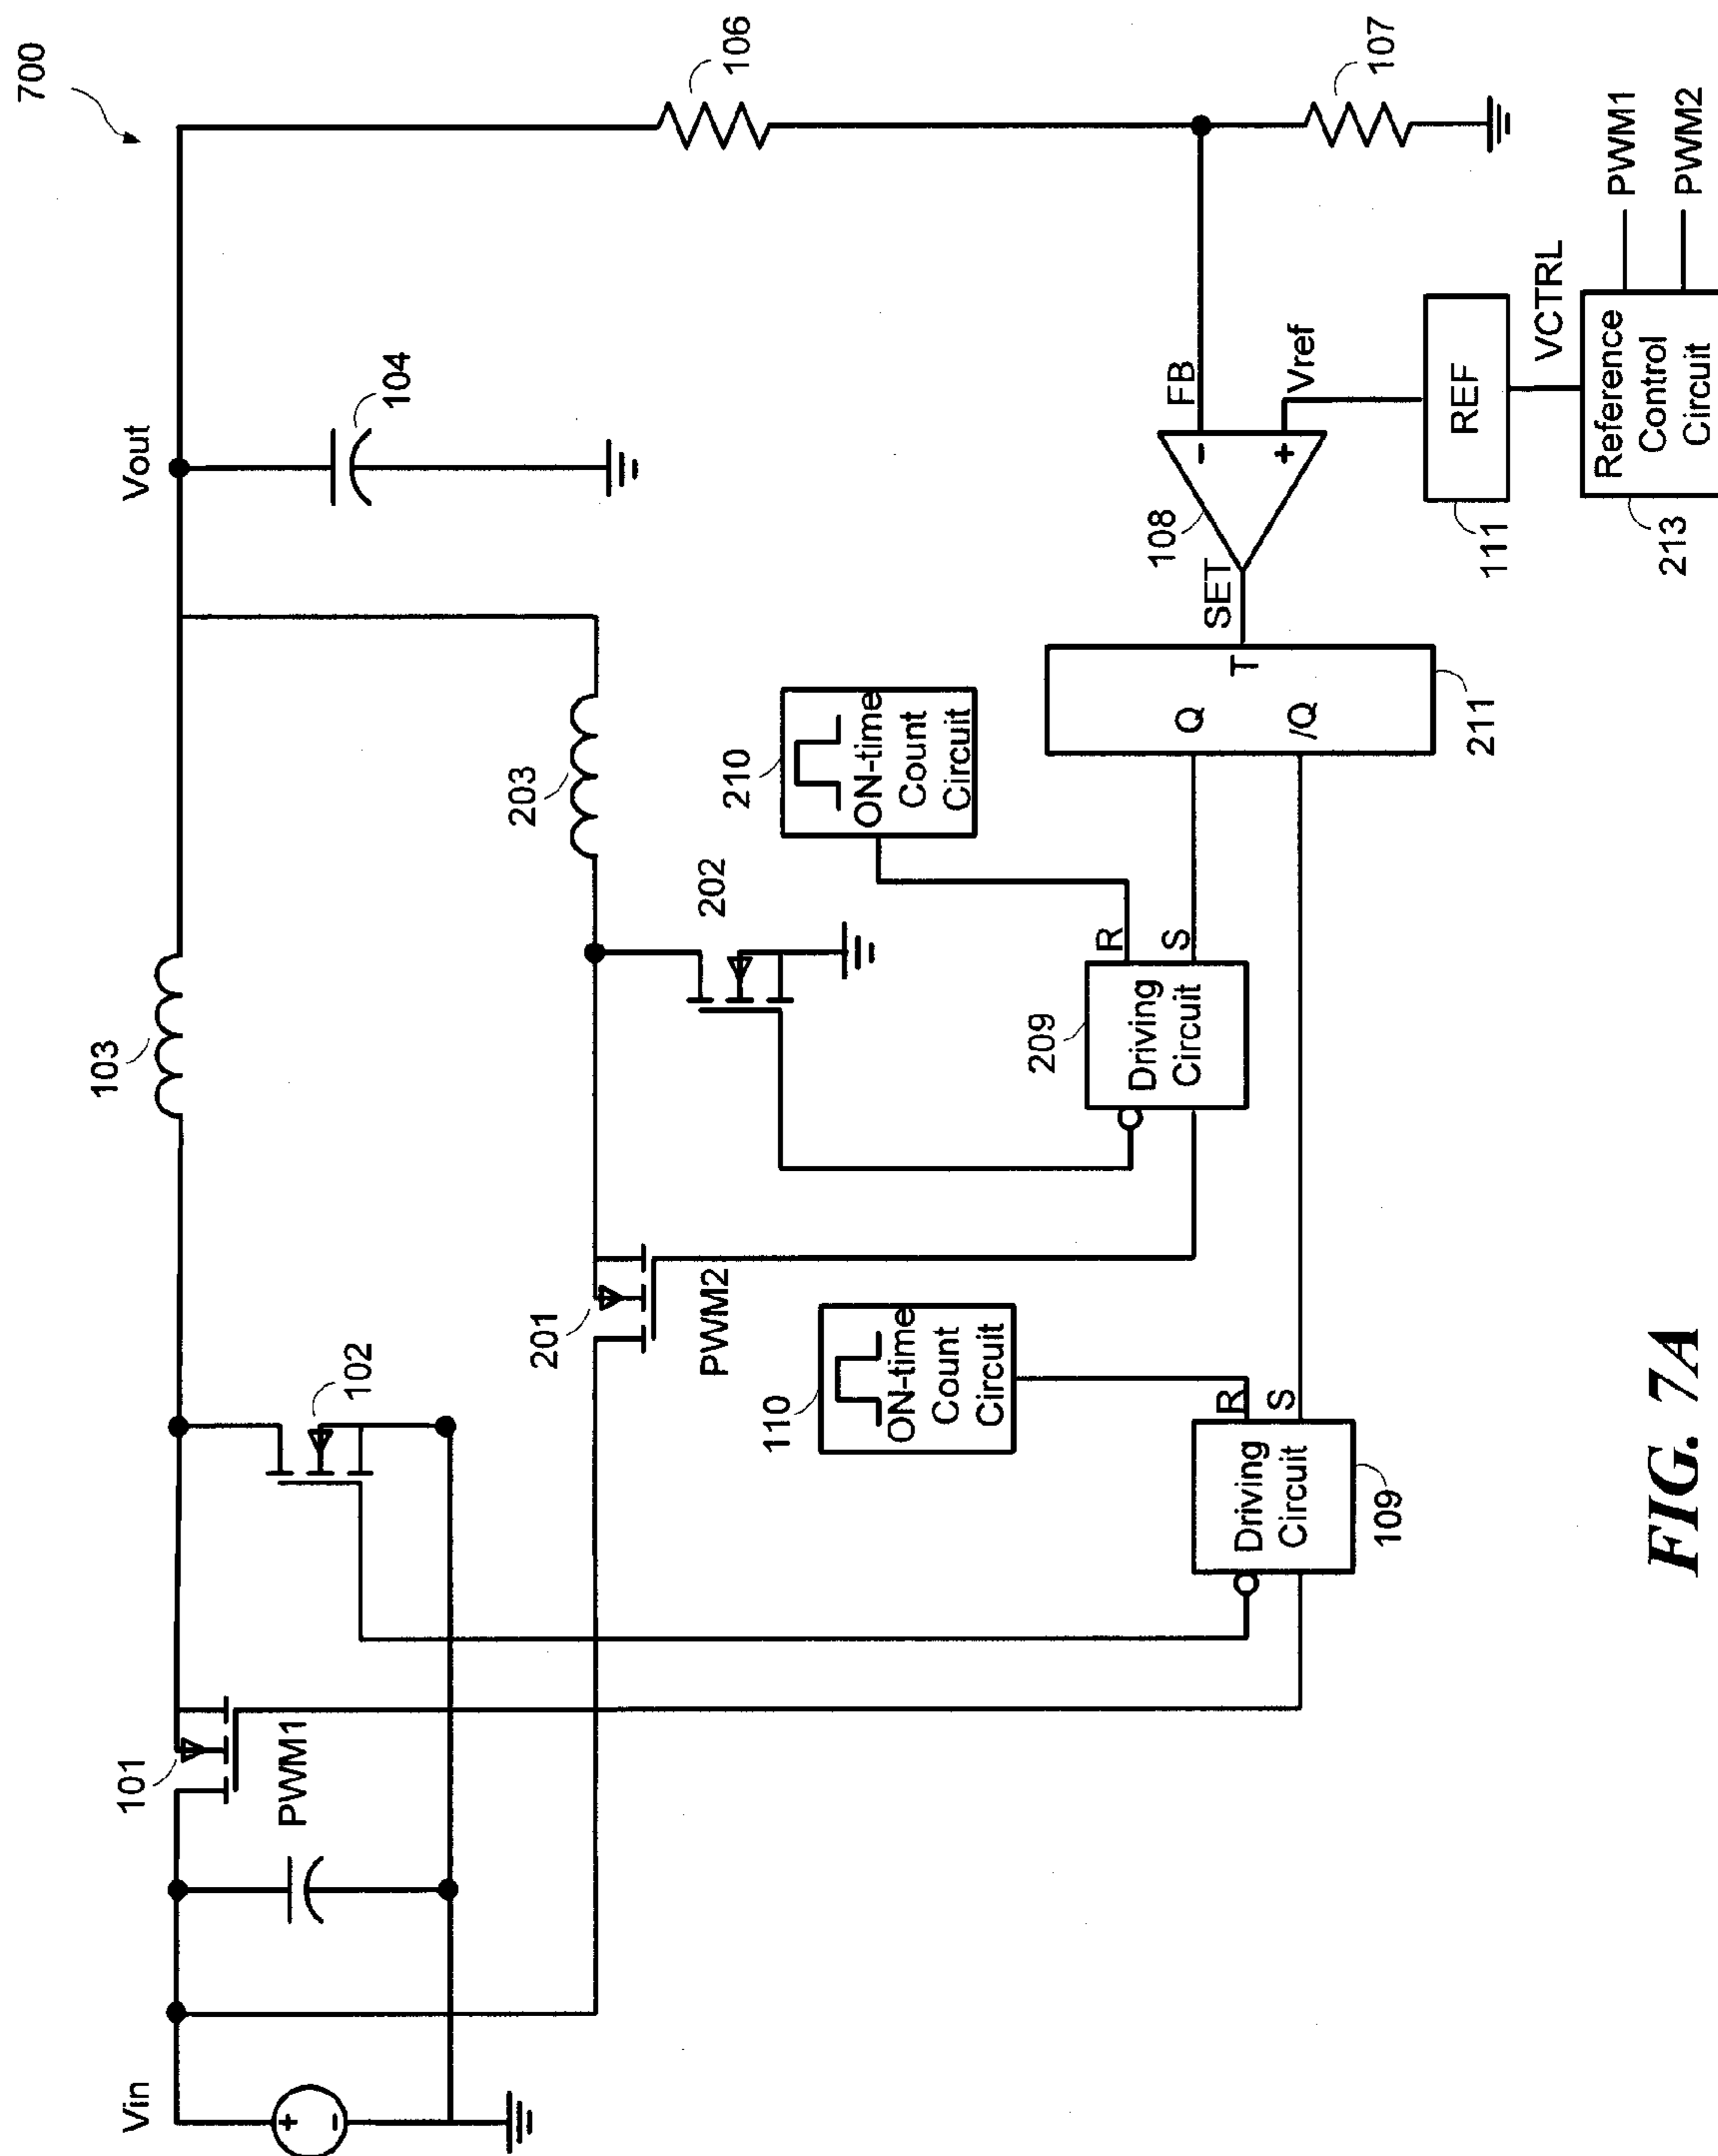 700
Vin
101
PWM1
102
103
Vout
104
106
107
201
PWM2
203
202
210
ON-time
Count
Circuit
110
ON-time
Count
Circuit
209
Driving
Circuit
R
S
109
Driving
Circuit
R
S
Q
/Q
T
211
SET
108
FB
Vref
REF
111
VCTRL
Reference
Control
Circuit
213
PWM1
PWM2
+
-
-
+
FIG. 7A